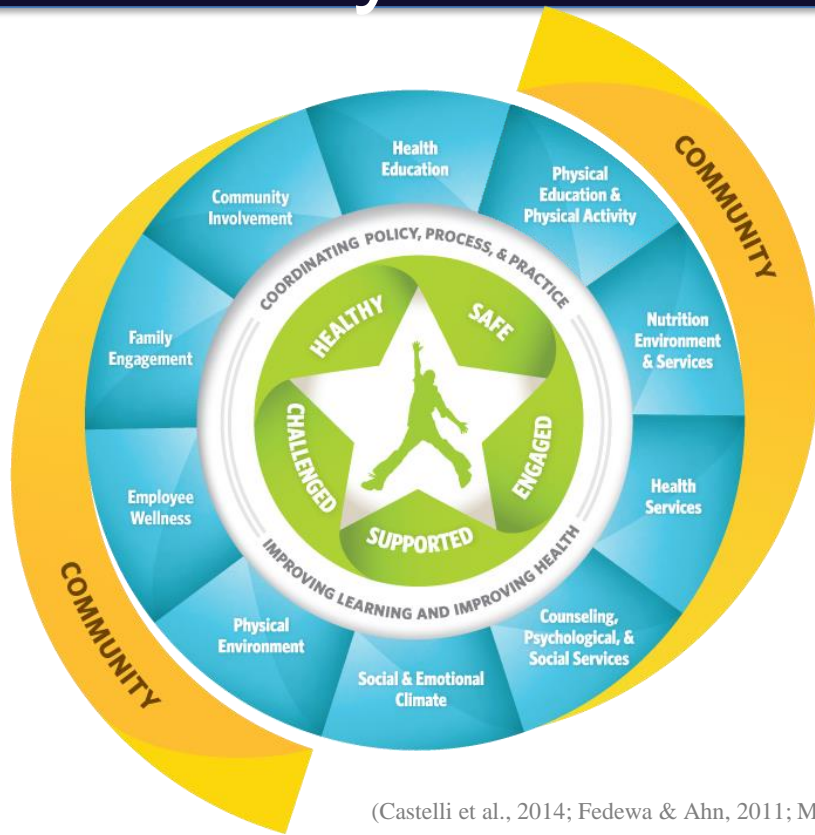 COMMUNITY
Health
Education
Physical
Education &
Physical Activity
Nutrition
Environment
& Services
Health
Services
Counseling,
Psychological, &
Social Services
Social & Emotional
Climate
Physical
Environment
Employee
Wellness
Family
Engagement
Community
Involvement
COORDINATING POLICY, PROCESS, & PRACTICE
IMPROVING LEARNING AND IMPROVING HEALTH
HEALTHY
SAFE
ENGAGED
SUPPORTED
CHALLENGED
COMMUNITY
(Castelli et al., 2014; Fedewa & Ahn, 2011;